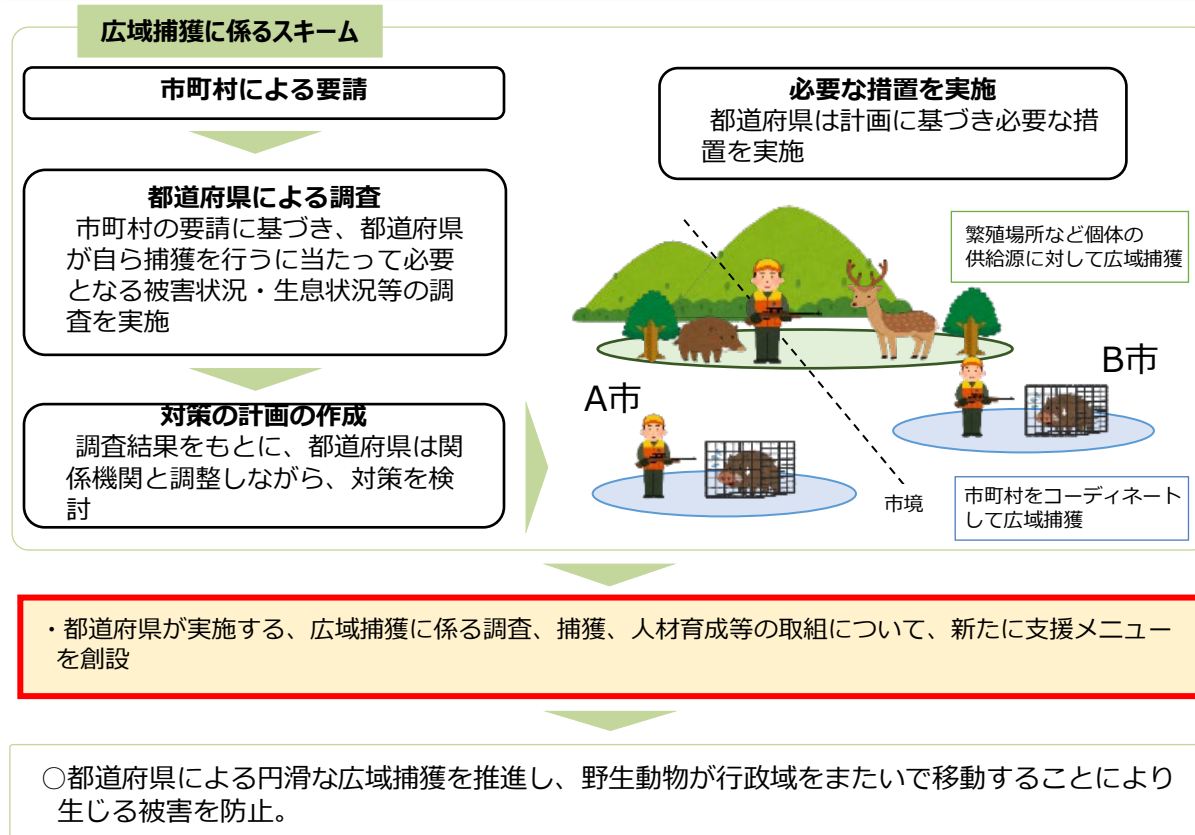 広域捕獲に係るスキーム
市町村による要請
都道府県による調査
市町村の要請に基づき、都道府県
が自ら捕獲を行うに当たって必要
となる被害状況・生息状況等の調
査を実施
対策の計画の作成
調査結果をもとに、都道府県は関
係機関と調整しながら、対策を検
討
必要な措置を実施
都道府県は計画に基づき必要な措
置を実施
繁殖場所など個体の
供給源に対して広域捕獲
A市
B市
市境
市町村をコーディネート
して広域捕獲
・都道府県が実施する、広域捕獲に係る調査、捕獲、人材育成等の取組について、新たに支援メニュー
を創設
○都道府県による円滑な広域捕獲を推進し、野生動物が行政域をまたいで移動することにより
生じる被害を防止。